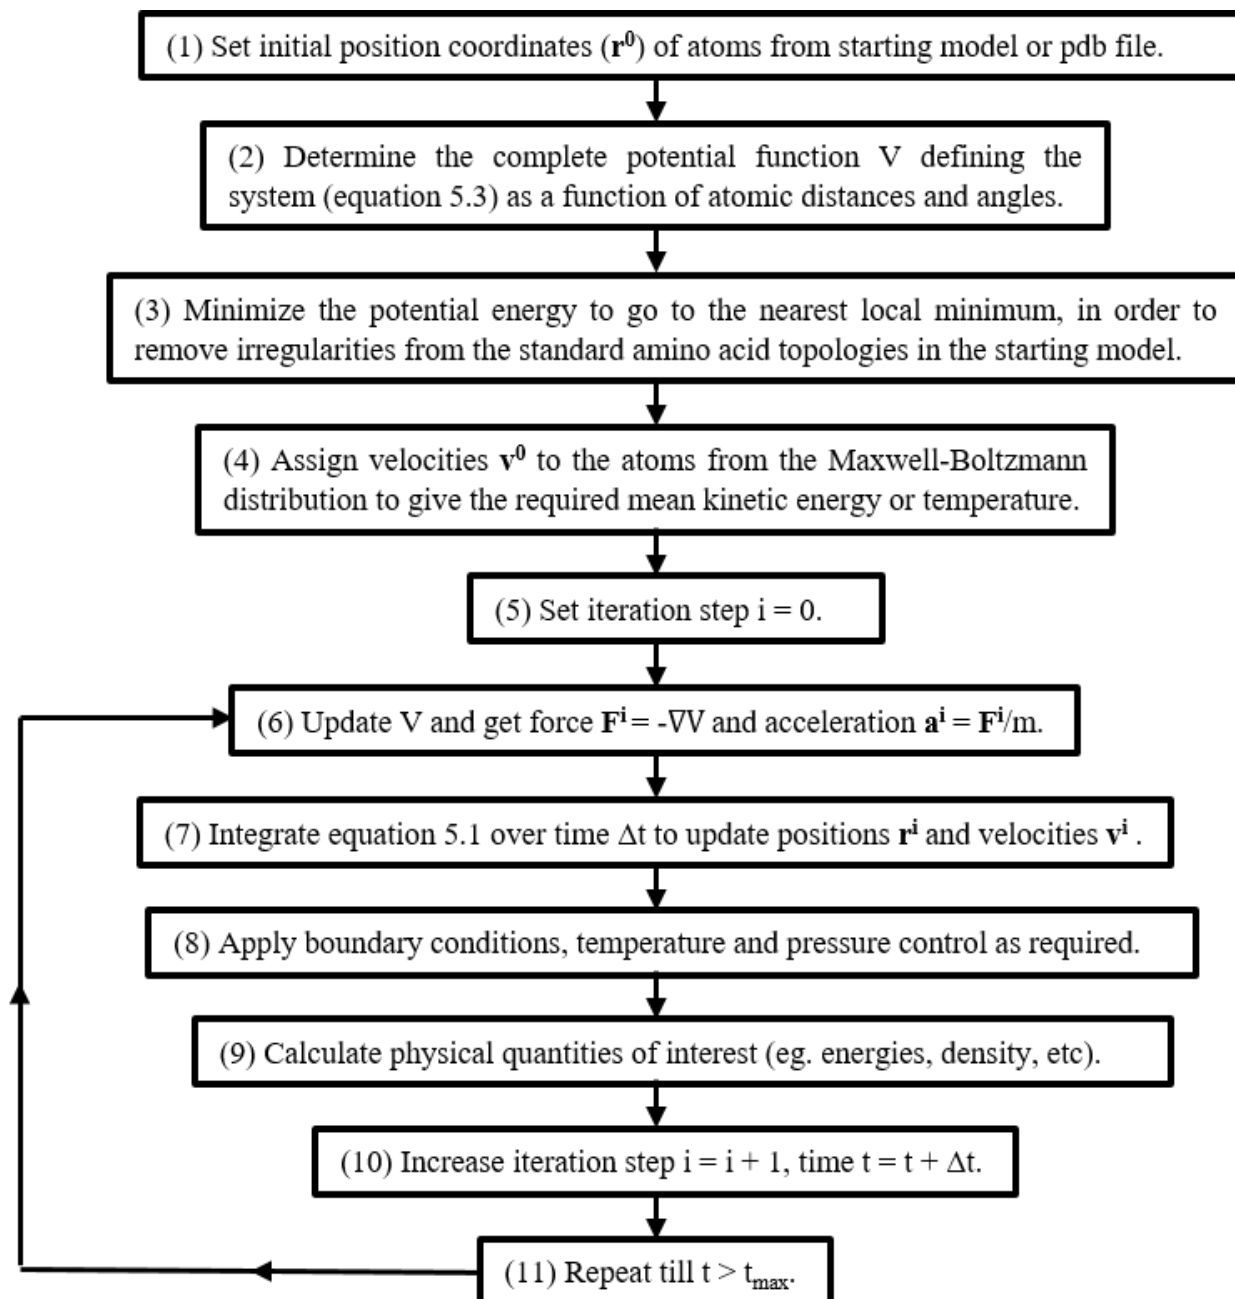 (1) Set initial position coordinates (r⁰) of atoms from starting model or pdb file.
(2) Determine the complete potential function V defining the
system (equation 5.3) as a function of atomic distances and angles.
(3) Minimize the potential energy to go to the nearest local minimum, in order to
remove irregularities from the standard amino acid topologies in the starting model.
(4) Assign velocities v⁰ to the atoms from the Maxwell-Boltzmann
distribution to give the required mean kinetic energy or temperature.
(5) Set iteration step i = 0.
(6) Update V and get force Fⁱ = -∇V and acceleration aⁱ = Fⁱ/m.
(7) Integrate equation 5.1 over time Δt to update positions rⁱ and velocities vⁱ .
(8) Apply boundary conditions, temperature and pressure control as required.
(9) Calculate physical quantities of interest (eg. energies, density, etc).
(10) Increase iteration step i = i + 1, time t = t + Δt.
(11) Repeat till t > tₘₐₓ.